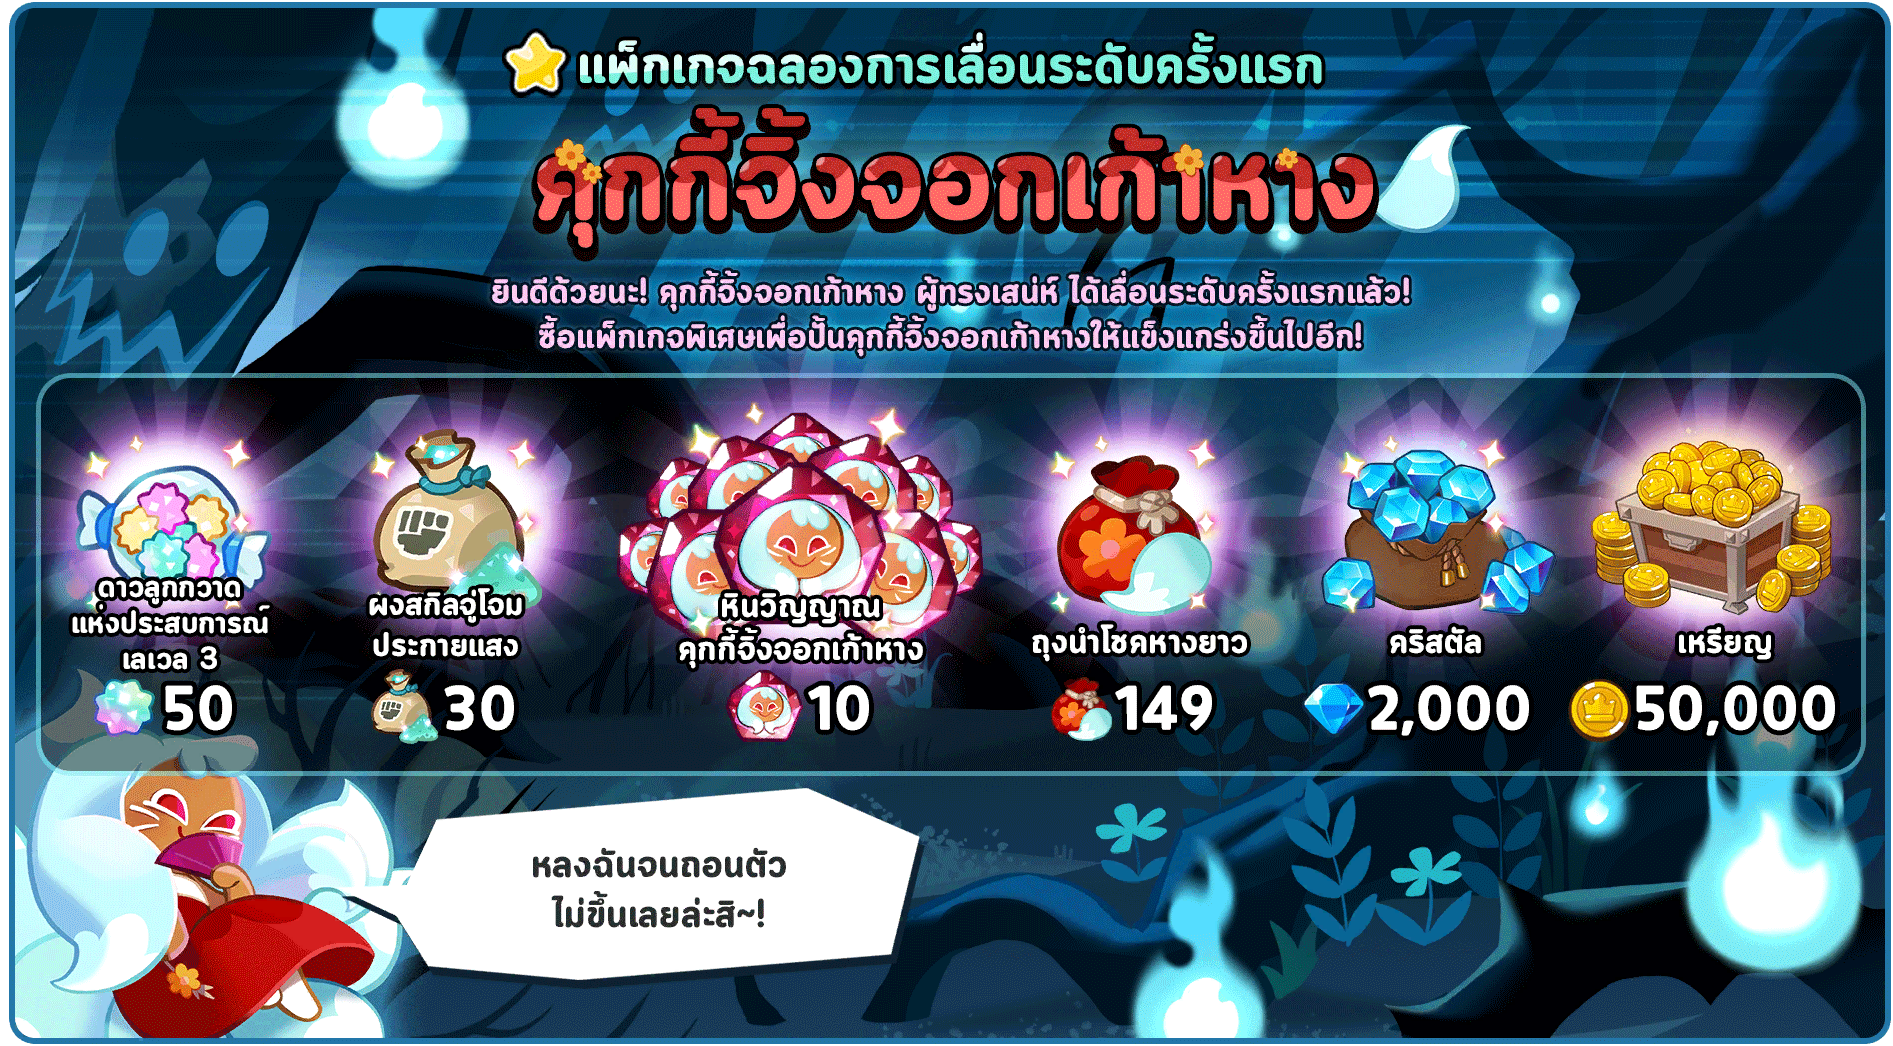 แพ็กเกจฉลองการเลื่อนระดับครั้งแรก
คุกกี้จิ้งจอกเก้าหาง
ยินดีด้วยนะ! คุกกี้จิ้งจอกเก้าหาง ผู้ทรงเสน่ห์ ได้เลื่อนระดับครั้งแรกแล้ว!
ซื้อแพ็กเกจพิเศษเพื่อปั้นคุกกี้จิ้งจอกเก้าหางให้แข็งแกร่งขึ้นไปอีก!
ดาวลูกกวาด
แห่งประสบการณ์
เลเวล 3
50
ผงสกิลจู่โจม
ประกายแสง
30
หินวิญญาณ
คุกกี้จิ้งจอกเก้าหาง
10
ถุงนำโชคหางยาว
149
คริสตัล
2,000
เหรียญ
50,000
หลงฉันจนถอนตัว
ไม่ขึ้นเลยล่ะสิ~!